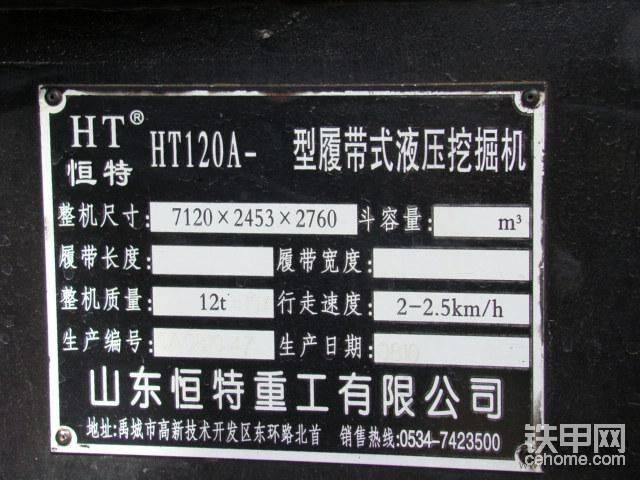 HT® HT120A- 型履带式液压挖掘机
恒特
整机尺寸: 7120×2453×2760 斗容量: m³
履带长度: 履带宽度:
整机质量: 12t 行走速度: 2-2.5km/h
生产编号: 生产日期:
山东恒特重工有限公司
地址:禹城市高新技术开发区东环路北首 销售热线:0534-7423500
铁甲网
cehome.com